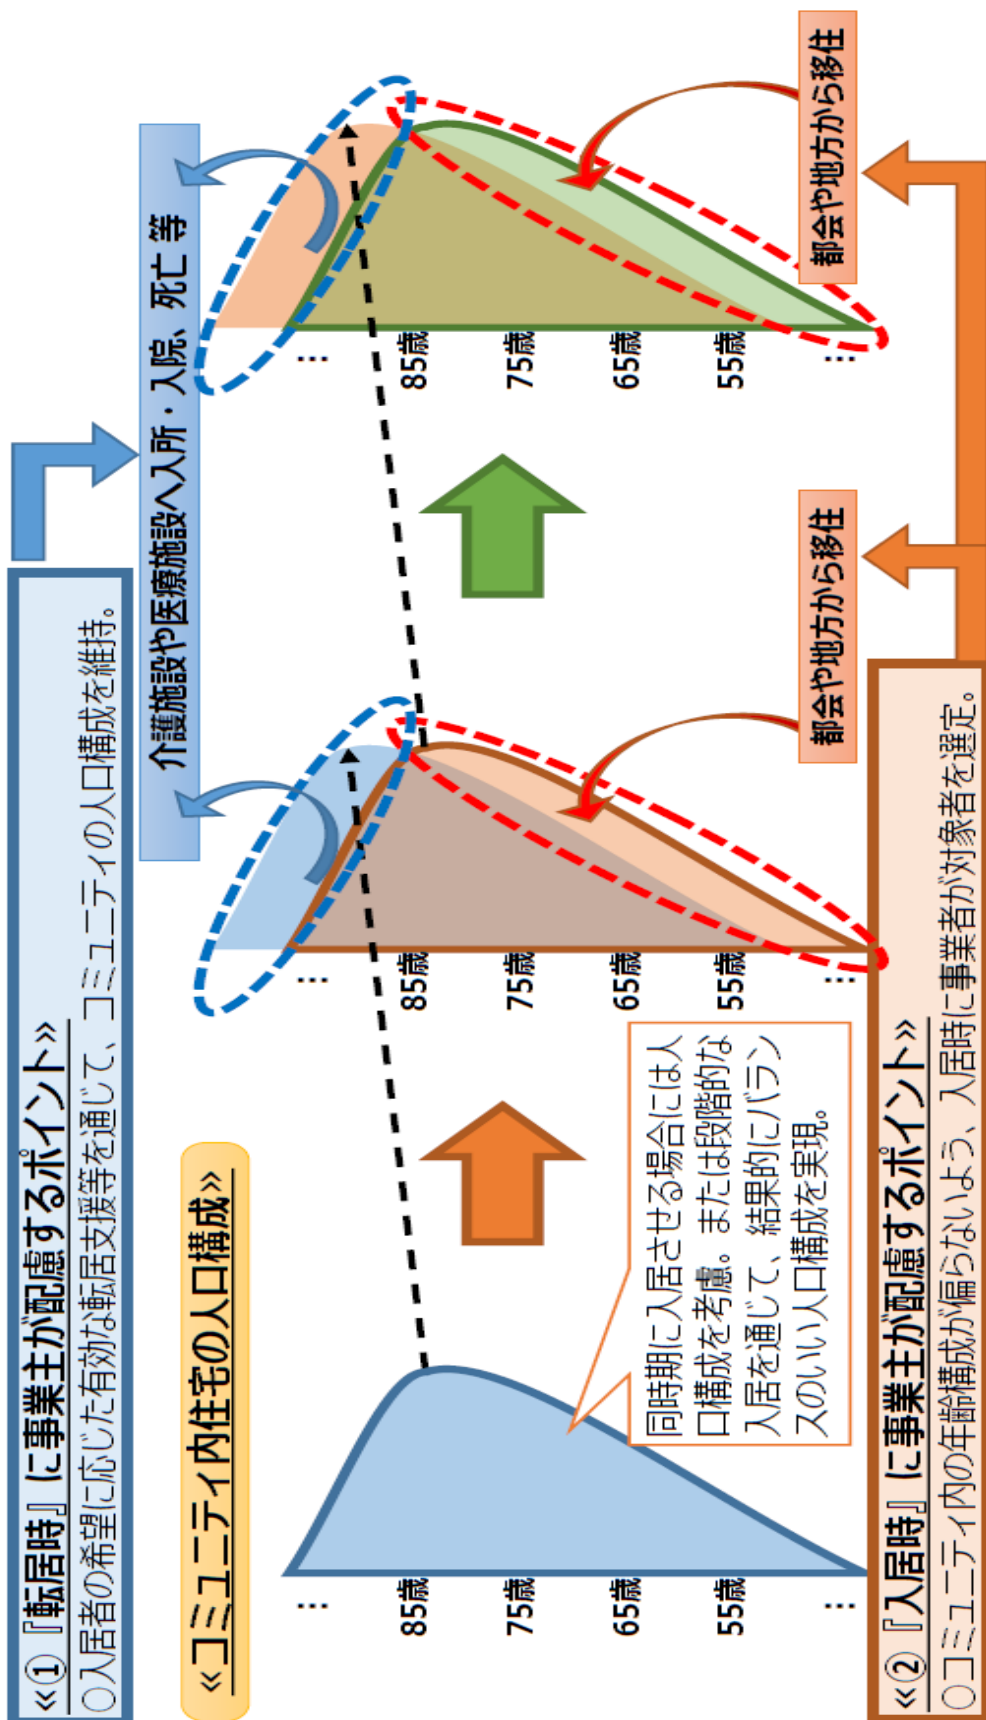 ≪①『転居時』に事業主が配慮するポイント≫
○入居者の希望に応じた有効な転居支援等を通じて、コミュニティの人口構成を維持。
介護施設や医療施設へ入所・入院、死亡 等
≪コミュニティ内住宅の人口構成≫
…
85歳
75歳
65歳
55歳
…
同時期に入居させる場合には人
口構成を考慮。または段階的な
入居を通じて、結果的にバラン
スのいい人口構成を実現。
…
85歳
75歳
65歳
55歳
…
都会や地方から移住
…
85歳
75歳
65歳
55歳
…
都会や地方から移住
≪②『入居時』に事業主が配慮するポイント≫
○コミュニティ内の年齢構成が偏らないよう、入居時に事業者が対象者を選定。